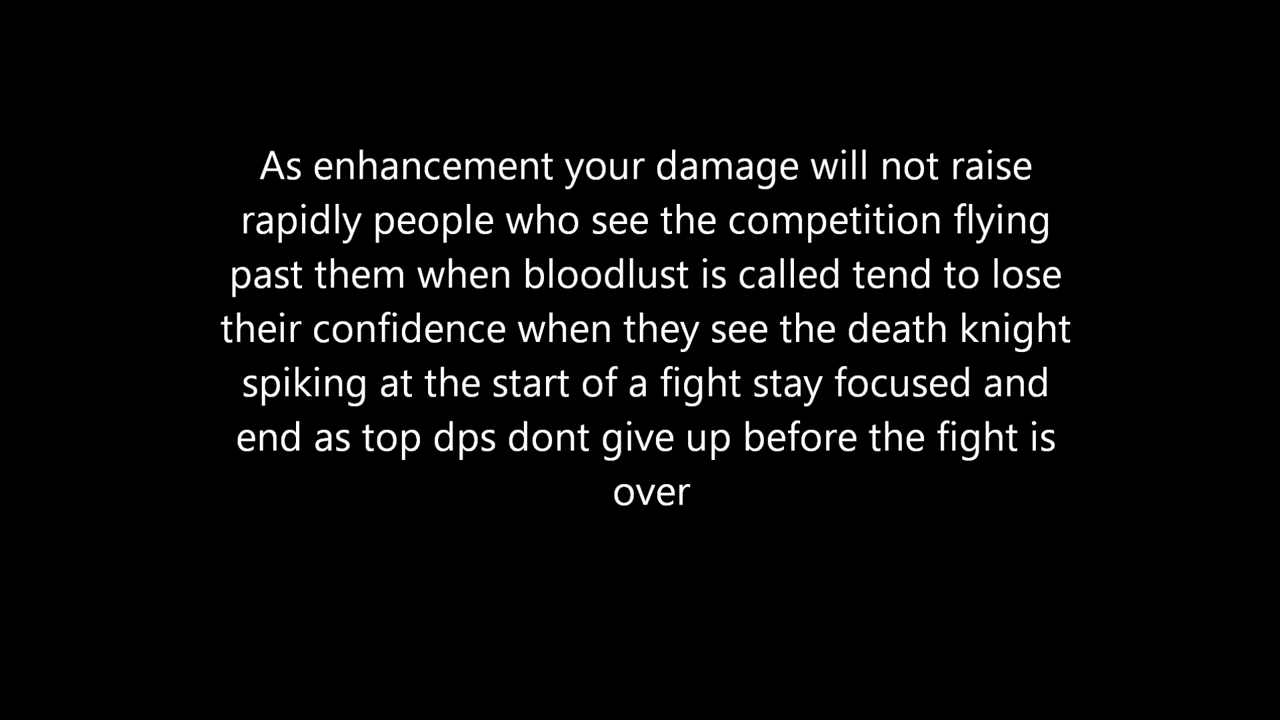 As enhancement your damage will not raise
rapidly people who see the competition flying
past them when bloodlust is called tend to lose
their confidence when they see the death knight
spiking at the start of a fight stay focused and
end as top dps dont give up before the fight is
over